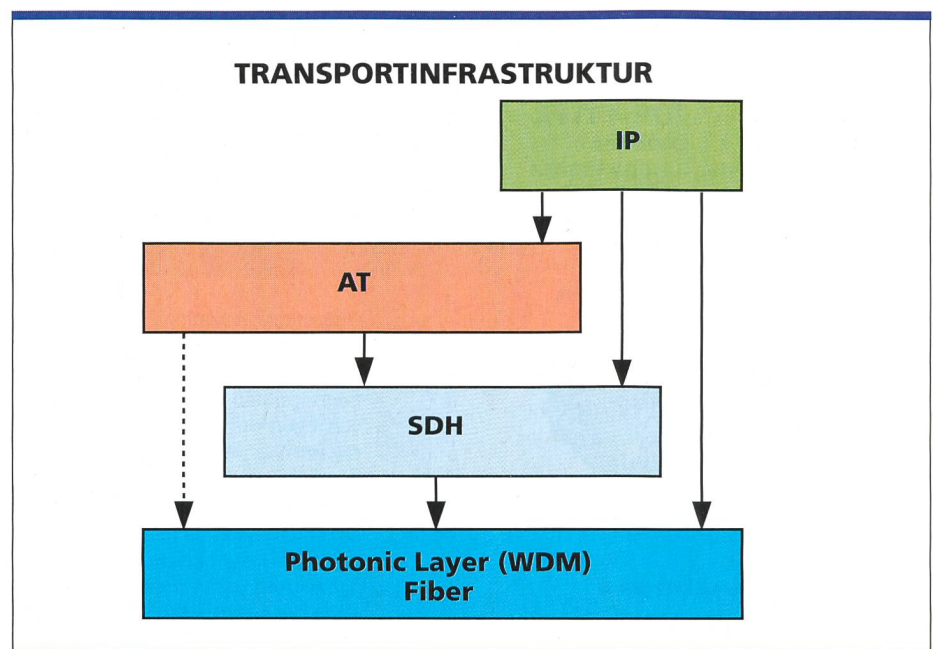 TRANSPORTINFRASTRUKTUR
IP
AT
SDH
Photonic Layer (WDM)
Fiber